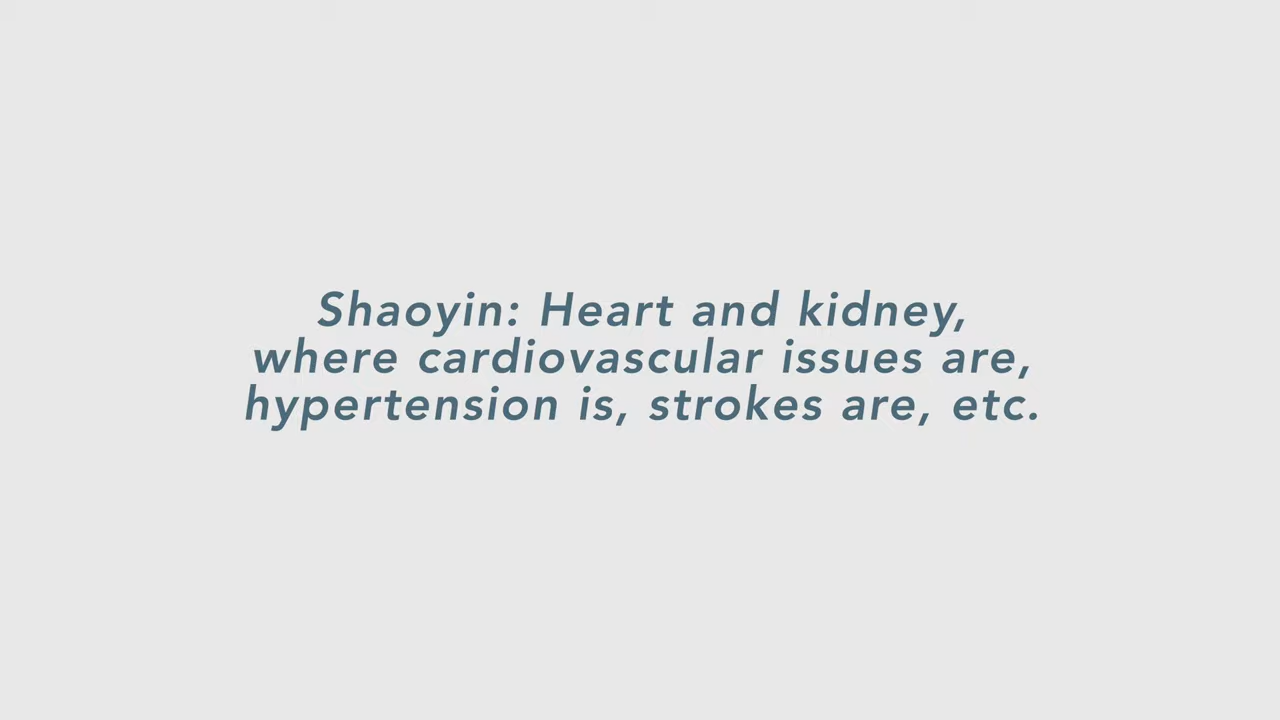 Shaoyin: Heart and kidney,
where cardiovascular issues are,
hypertension is, strokes are, etc.